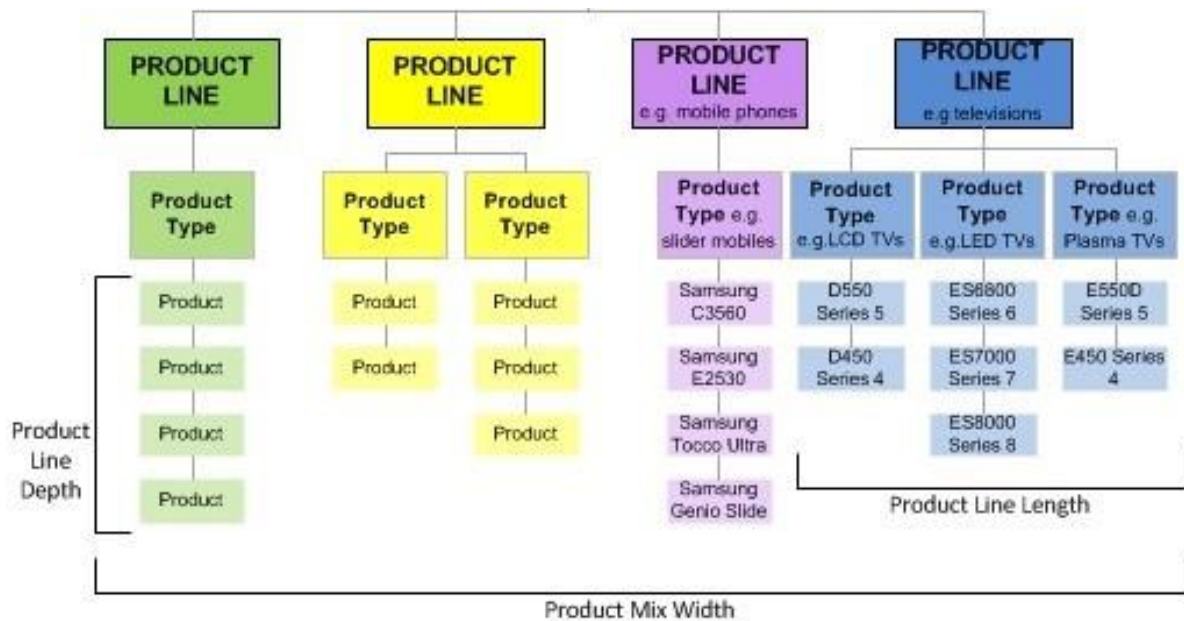 PRODUCT
LINE
PRODUCT
LINE
PRODUCT
LINE
e.g. mobile phones
PRODUCT
LINE
e.g televisions
Product
Type
Product
Type
Product
Type
Product
Type e.g.
slider mobiles
Product
Type
e.g.LCD TVs
Product
Type
e.g.LED TVs
Product
Type e.g.
Plasma TVs
Product
Product
Product
Product
Product
Product
Product
Product
Product
Samsung
C3560
Samsung
E2530
Samsung
Tocco Ultra
Samsung
Genio Slide
D550
Series 5
D450
Series 4
ES6800
Series 6
ES7000
Series 7
ES8000
Series 8
E550D
Series 5
E450 Series
4
Product
Line
Depth
Product Line Length
Product Mix Width